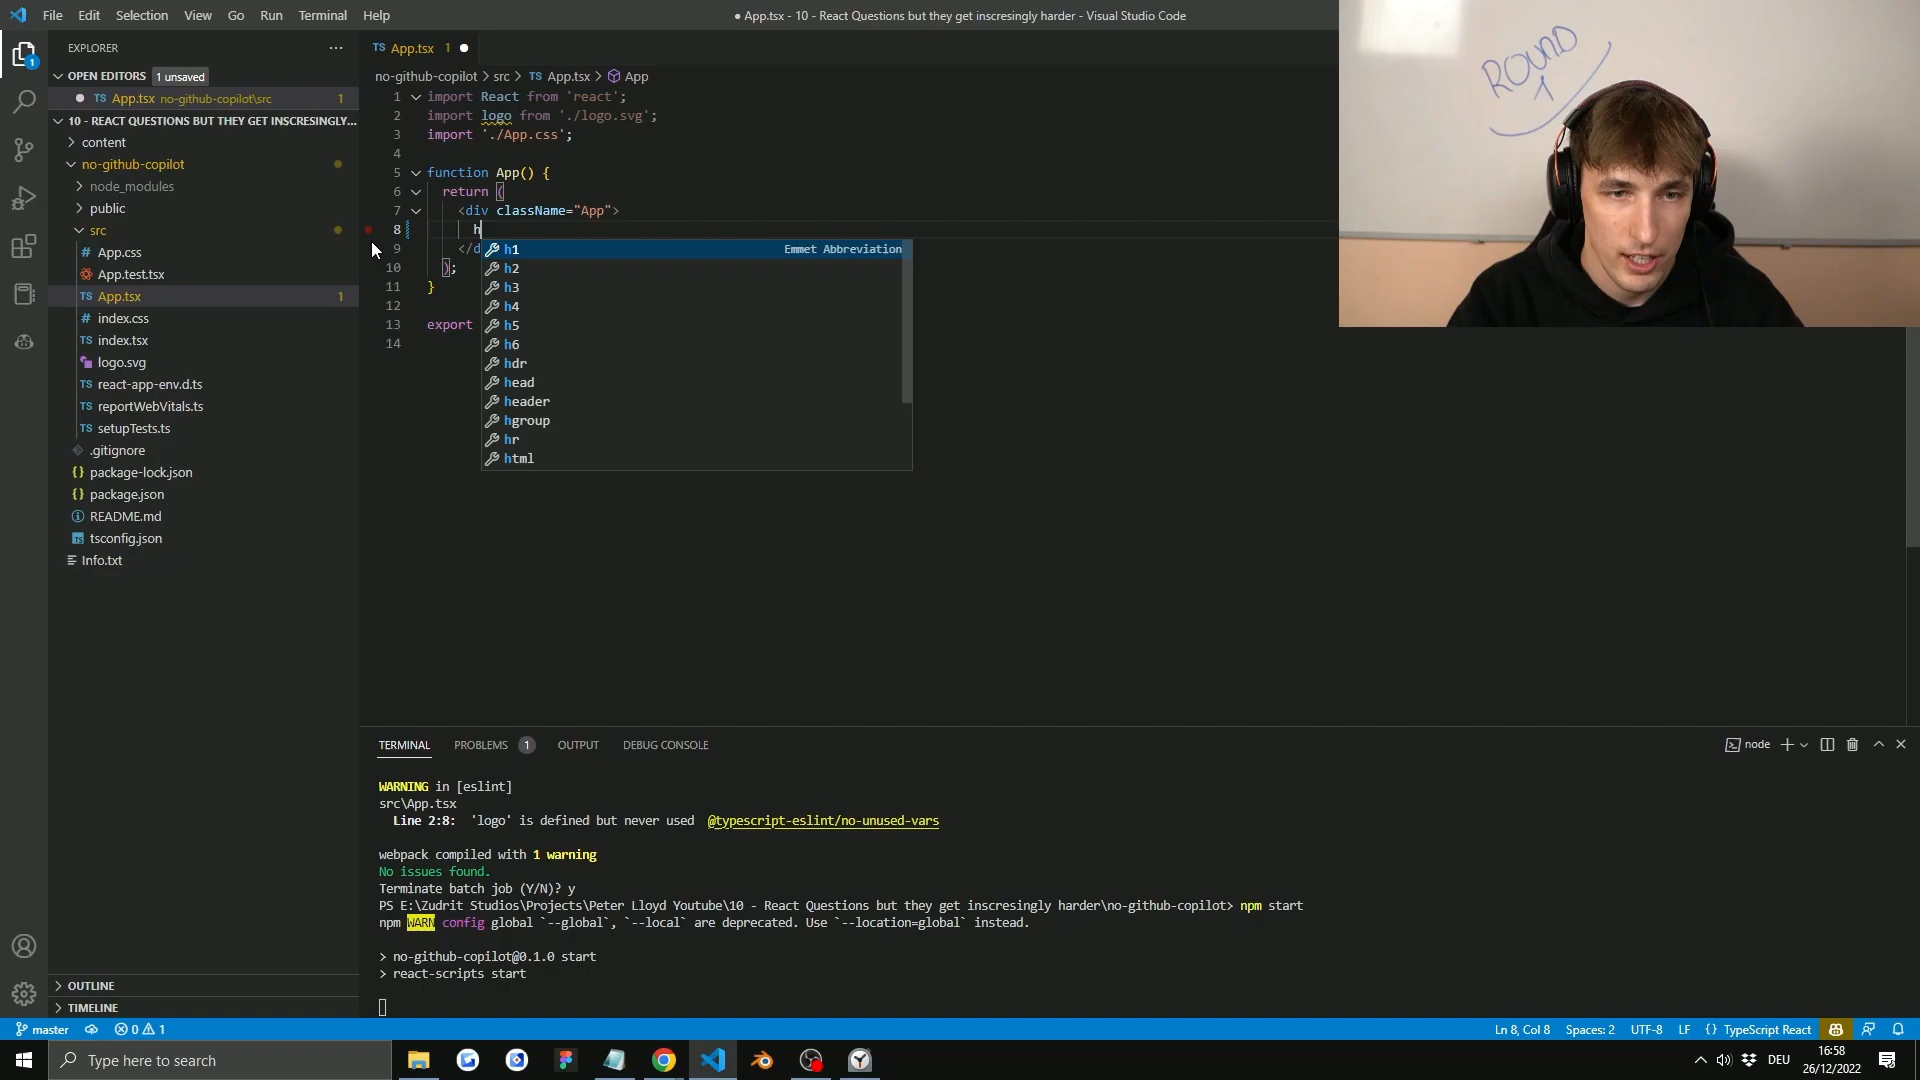 File Edit Selection View Go Run Terminal Help
● App.tsx - 10 - React Questions but they get inscresingly harder - Visual Studio Code
ROUND
1
EXPLORER
OPEN EDITORS 1 unsaved
App.tsx no-github-copilot\src 1
10 - REACT QUESTIONS BUT THEY GET INSCRESINGLY...
content
no-github-copilot
node_modules
public
src
# App.css
App.test.tsx
TS App.tsx 1
# index.css
TS index.tsx
logo.svg
TS react-app-env.d.ts
TS reportWebVitals.ts
TS setupTests.ts
.gitignore
{} package-lock.json
{} package.json
README.md
tsconfig.json
Info.txt
OUTLINE
TIMELINE
TS App.tsx 1 ●
no-github-copilot > src > TS App.tsx > App
1 import React from 'react';
2 import logo from './logo.svg';
3 import './App.css';
4
5 function App() {
6 return (
7 <div className="App">
8 h
9 </d
10 );
11 }
12
13 export
14
h1 Emmet Abbreviation
h2
h3
h4
h5
h6
hdr
head
header
hgroup
hr
html
TERMINAL PROBLEMS 1 OUTPUT DEBUG CONSOLE
node
WARNING in [eslint]
src\App.tsx
Line 2:8: 'logo' is defined but never used @typescript-eslint/no-unused-vars
webpack compiled with 1 warning
No issues found.
Terminate batch job (Y/N)? y
PS E:\Zudrit Studios\Projects\Peter Lloyd Youtube\10 - React Questions but they get inscresingly harder\no-github-copilot> npm start
npm WARN config global `--global`, `--local` are deprecated. Use `--location=global` instead.
> no-github-copilot@0.1.0 start
> react-scripts start
master 0 1
Ln 8, Col 8 Spaces: 2 UTF-8 LF {} TypeScript React
Type here to search
DEU
16:58
26/12/2022